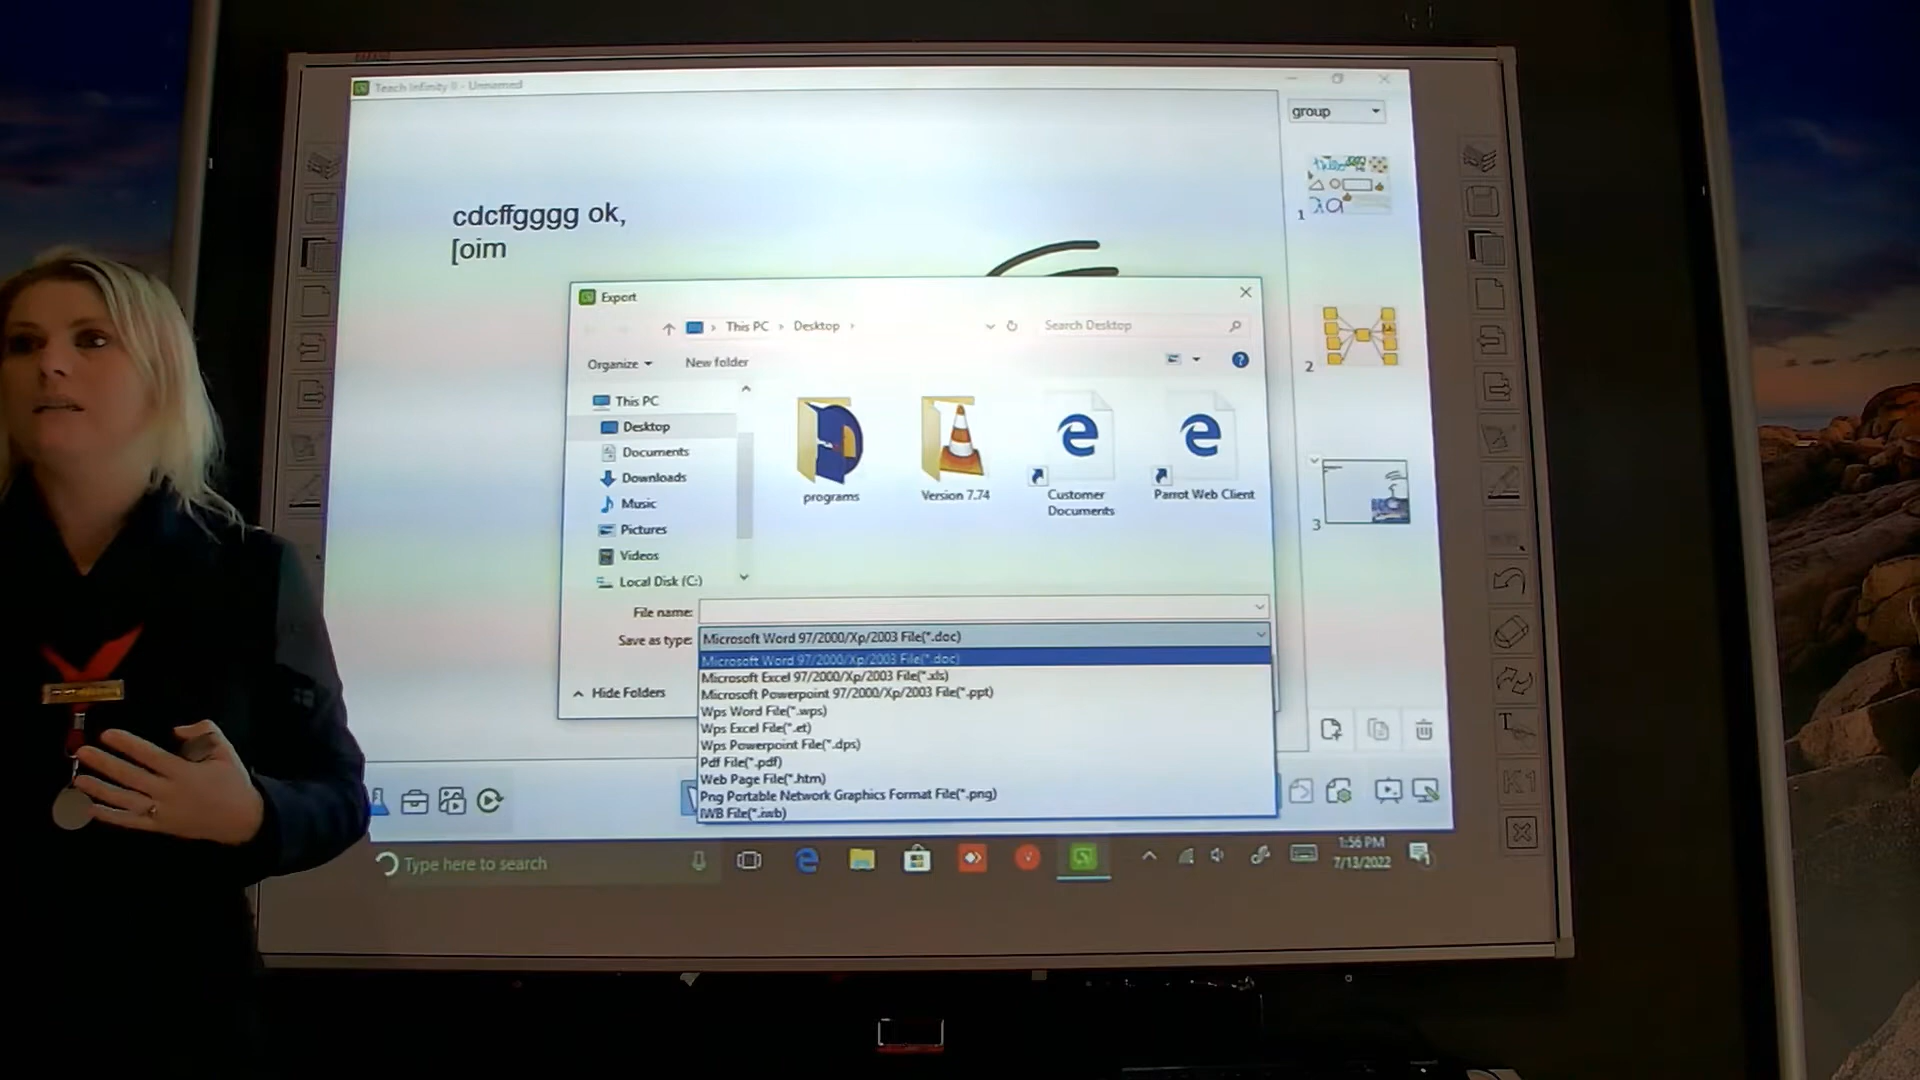 Teach Infinity II - Unnamed
group
cdcffgggg ok,
[oim
1
2
3
Export
This PC
Desktop
Search Desktop
Organize
New folder
This PC
Desktop
Documents
Downloads
Music
Pictures
Videos
Local Disk (C:)
programs
Version 7.74
Customer
Documents
Parrot Web Client
File name:
Save as type:
Microsoft Word 97/2000/Xp/2003 File(*.doc)
Microsoft Word 97/2000/Xp/2003 File(*.doc)
Microsoft Excel 97/2000/Xp/2003 File(*.xls)
Microsoft Powerpoint 97/2000/Xp/2003 File(*.ppt)
Wps Word File(*.wps)
Wps Excel File(*.et)
Wps Powerpoint File(*.dps)
Pdf File(*.pdf)
Web Page File(*.htm)
Png Portable Network Graphics Format File(*.png)
IWB File(*.iwb)
Hide Folders
K1
Type here to search
1:56 PM
7/13/2022